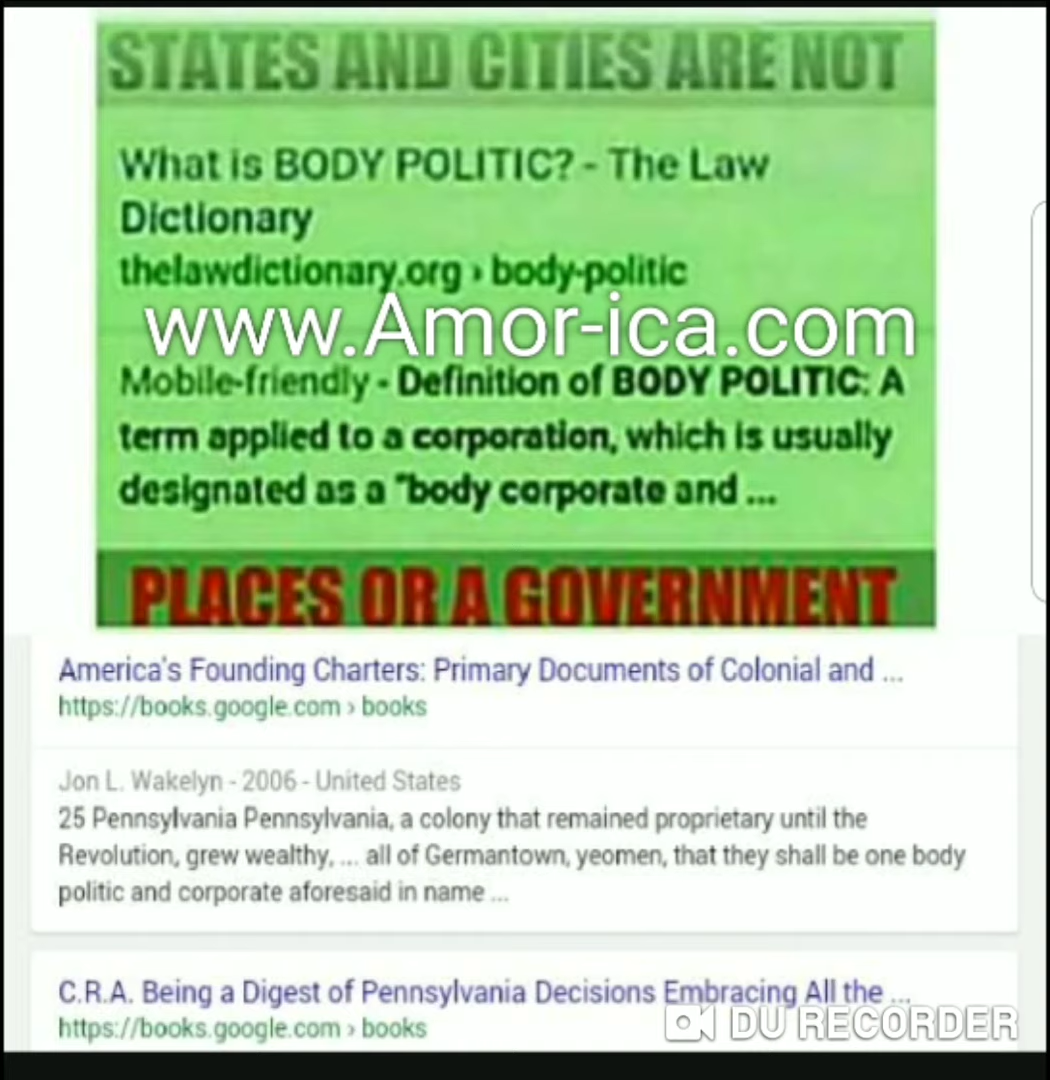 STATES AND CITIES ARE NOT
What is BODY POLITIC? - The Law
Dictionary
thelawdictionary.org › body-politic
www.Amor-ica.com
Mobile-friendly - Definition of BODY POLITIC: A
term applied to a corporation, which is usually
designated as a "body corporate and ...
PLACES OR A GOVERNMENT
America's Founding Charters: Primary Documents of Colonial and ...
https://books.google.com › books
Jon L. Wakelyn - 2006 - United States
25 Pennsylvania Pennsylvania, a colony that remained proprietary until the
Revolution, grew wealthy, ... all of Germantown, yeomen, that they shall be one body
politic and corporate aforesaid in name ...
C.R.A. Being a Digest of Pennsylvania Decisions Embracing All the ...
https://books.google.com › books
DU RECORDER